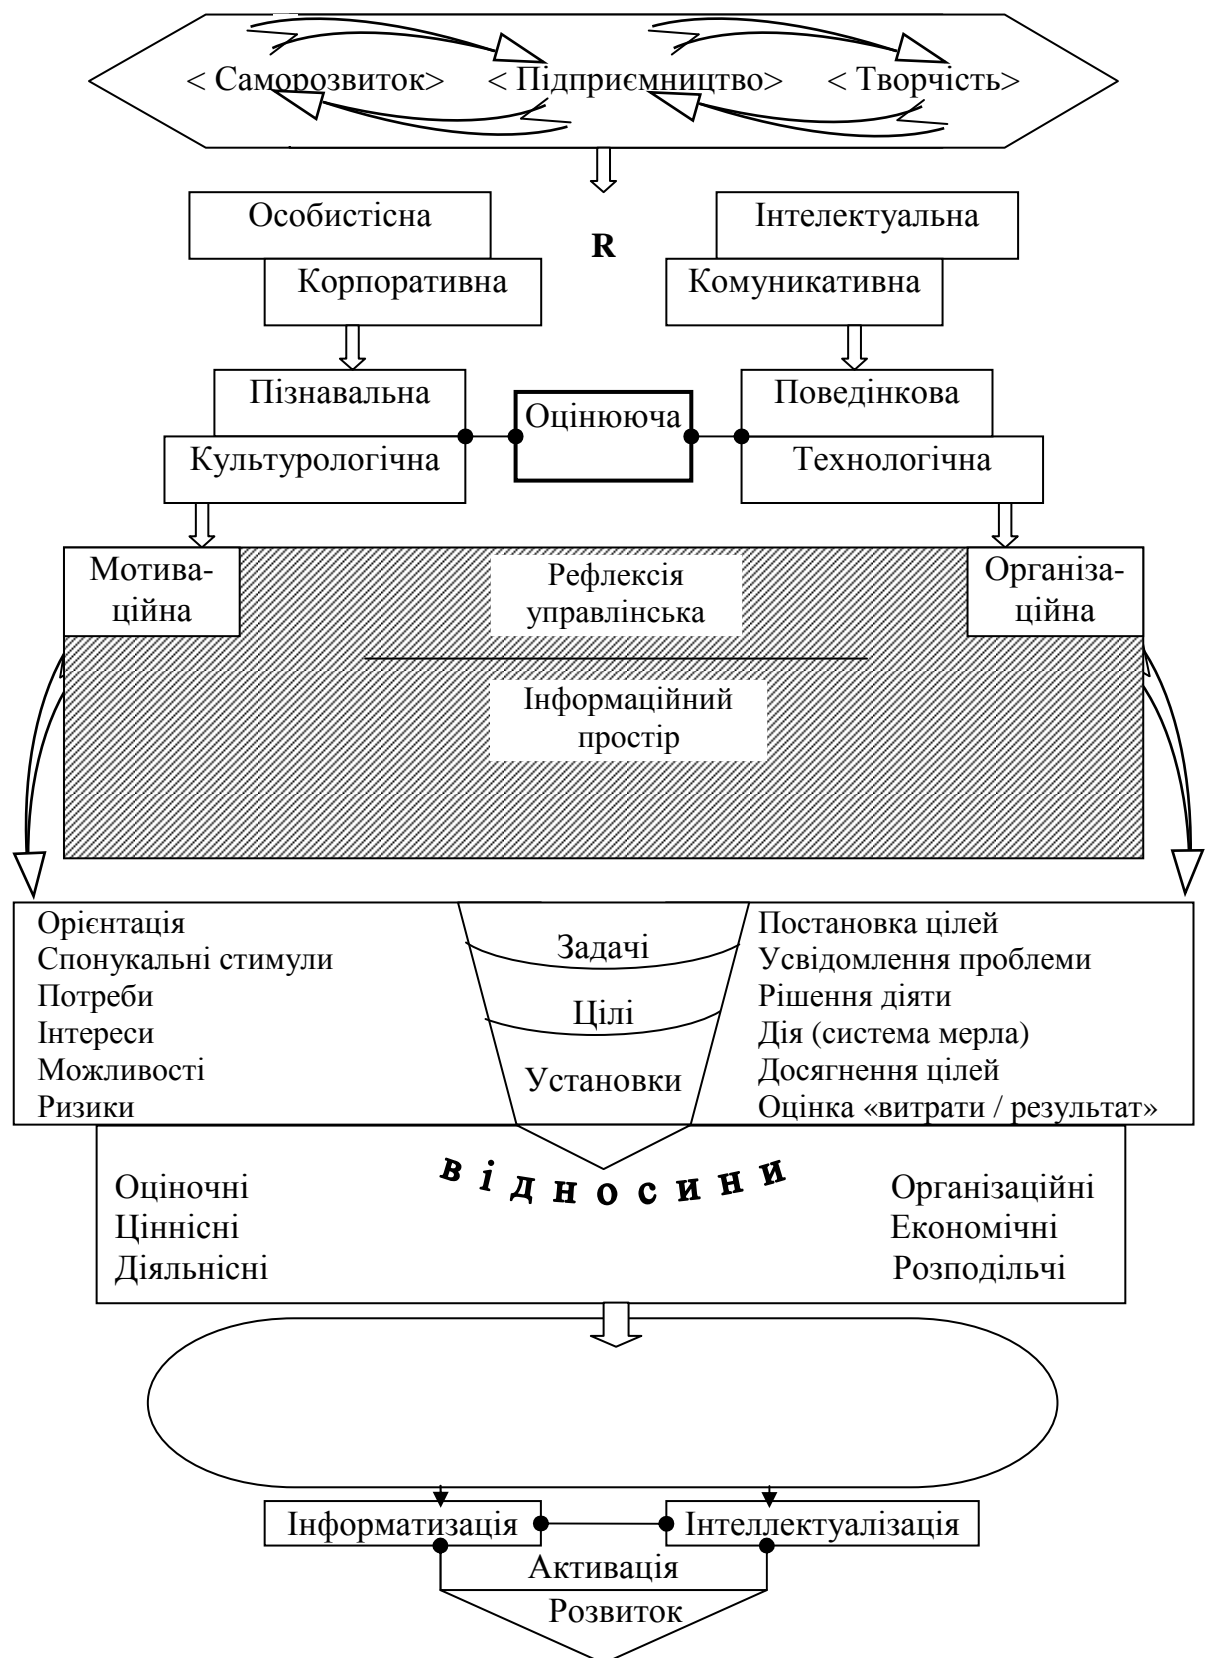 < Саморозвиток> < Підприємництво> < Творчість>
Особистісна
Інтелектуальна
R
Корпоративна
Комуникативна
Пізнавальна
Оцінююча
Поведінкова
Культурологічна
Технологічна
Мотива-
ційна
Рефлексія
управлінська
Організа-
ційна
Інформаційний
простір
Орієнтація
Спонукальні стимули
Потреби
Інтереси
Можливості
Ризики
Задачі
Цілі
Установки
Постановка цілей
Усвідомлення проблеми
Рішення діяти
Дія (система мерла)
Досягнення цілей
Оцінка «витрати / результат»
відносини
Оціночні
Ціннісні
Діяльнісні
Організаційні
Економічні
Розподільчі
Інформатизація
Інтеллектуалізація
Активація
Розвиток